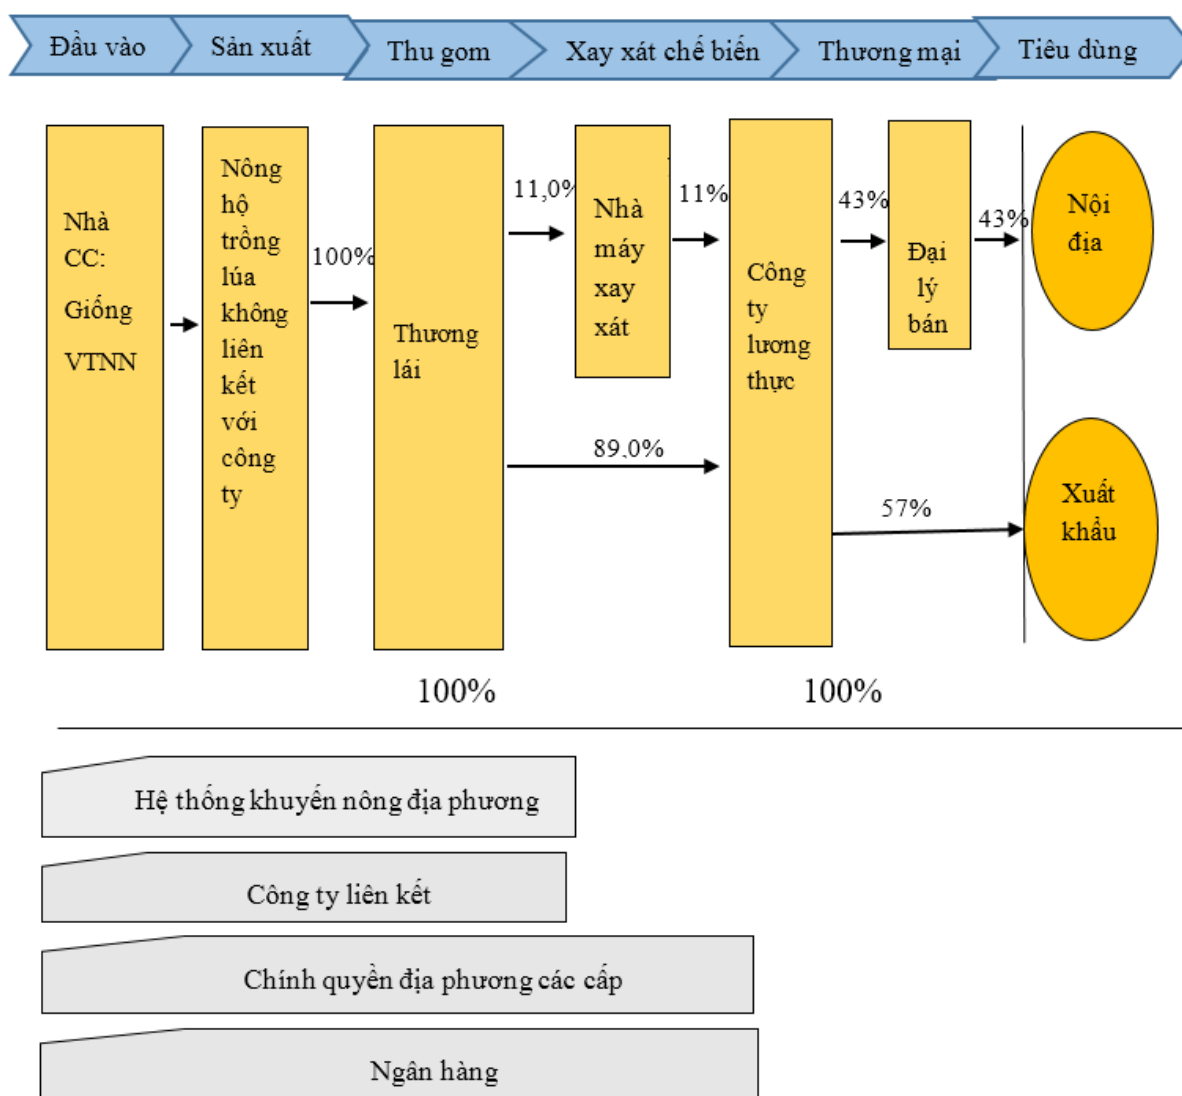 Đầu vào
Sản xuất
Thu gom
Xay xát chế biến
Thương mại
Tiêu dùng
Nhà
CC:
Giống
VTNN
Nông
hộ
trồng
lúa
không
liên
kết
với
công
ty
100%
Thương
lái
11,0%
Nhà
máy
xay
xát
11%
89,0%
Công
ty
lương
thực
43%
Đại
lý
bán
43%
57%
Nội
địa
Xuất
khẩu
100%
100%
Hệ thống khuyến nông địa phương
Công ty liên kết
Chính quyền địa phương các cấp
Ngân hàng